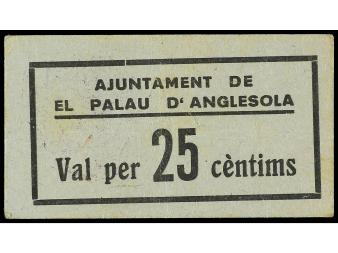 AJUNTAMENT DE
EL PALAU D'ANGLESOLA
Val per 25 cèntims